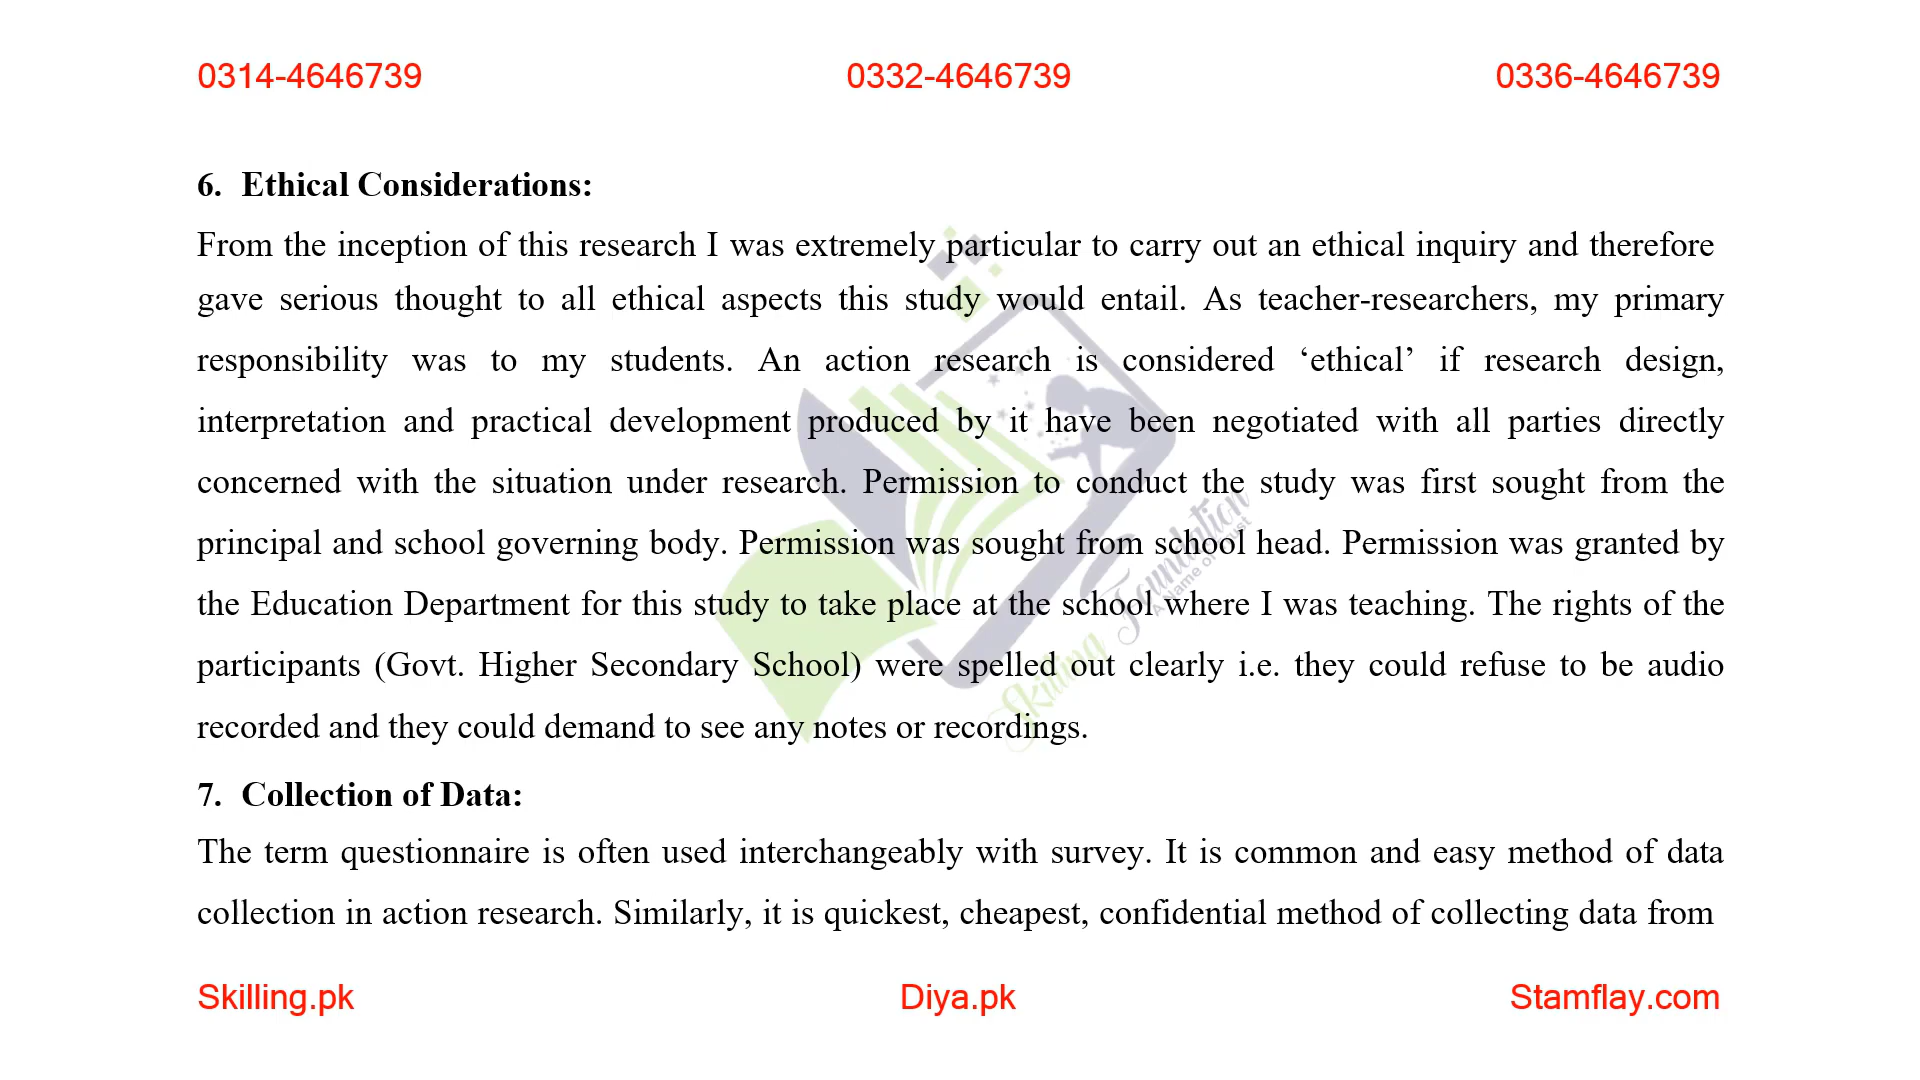 0314-4646739 0332-4646739 0336-4646739
6. Ethical Considerations:
From the inception of this research I was extremely particular to carry out an ethical inquiry and therefore
gave serious thought to all ethical aspects this study would entail. As teacher-researchers, my primary
responsibility was to my students. An action research is considered ‘ethical’ if research design,
interpretation and practical development produced by it have been negotiated with all parties directly
concerned with the situation under research. Permission to conduct the study was first sought from the
principal and school governing body. Permission was sought from school head. Permission was granted by
the Education Department for this study to take place at the school where I was teaching. The rights of the
participants (Govt. Higher Secondary School) were spelled out clearly i.e. they could refuse to be audio
recorded and they could demand to see any notes or recordings.
Skilling Foundation
A Name of Trust
7. Collection of Data:
The term questionnaire is often used interchangeably with survey. It is common and easy method of data
collection in action research. Similarly, it is quickest, cheapest, confidential method of collecting data from
Skilling.pk Diya.pk Stamflay.com